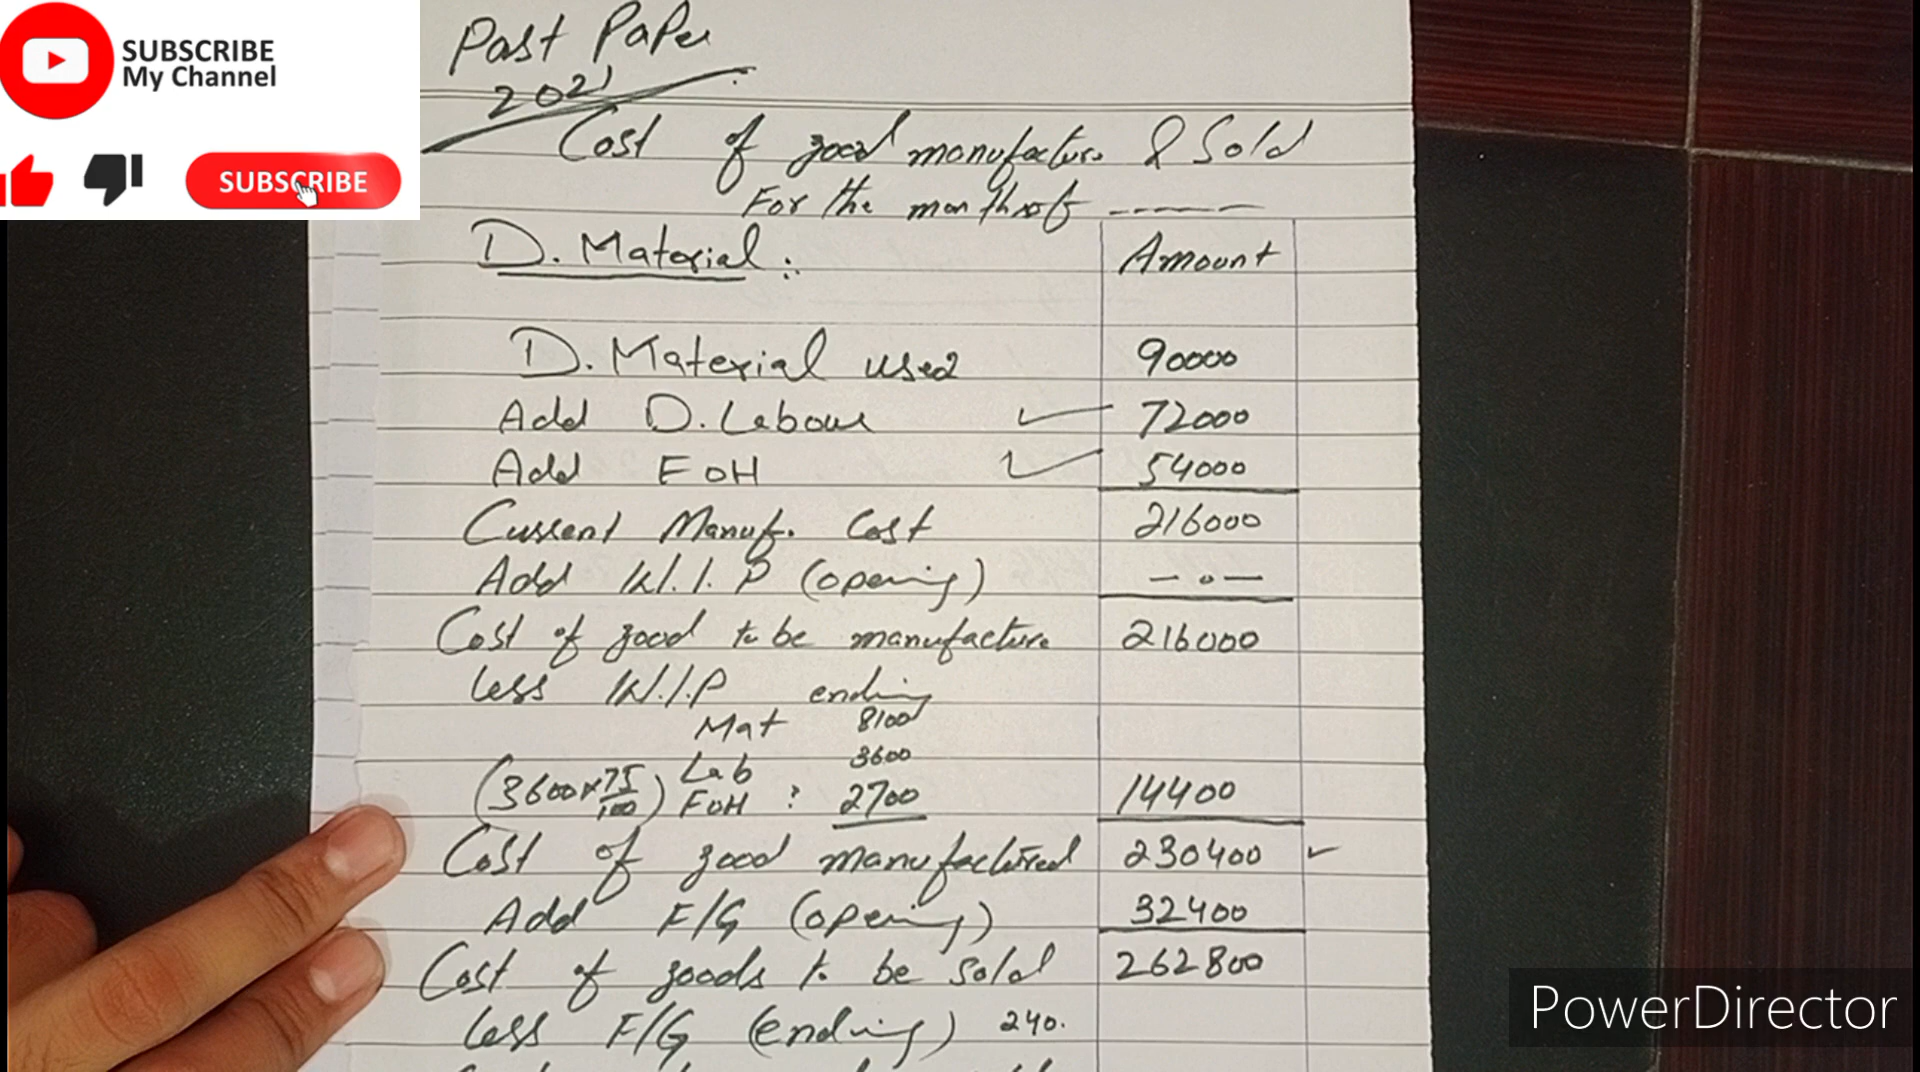 SUBSCRIBE
My Channel
SUBSCRIBE
Past Paper
2021
Cost of good manufacture & Sold
For the month of ------
D. Material : Amount
D. Material used 90000
Add D. Labour 72000
Add FOH 54000
Current Manuf. Cost 216000
Add W.I.P (opening) — o —
Cost of good to be manufacture 216000
Less W.I.P ending
Mat 8100
Lab 3600
(3600 x 75/100) FOH : 2700 14400
Cost of good manufactured 230400
Add F/G (opening) 32400
Cost of goods to be sold 262800
Less F/G (ending) 240.
PowerDirector